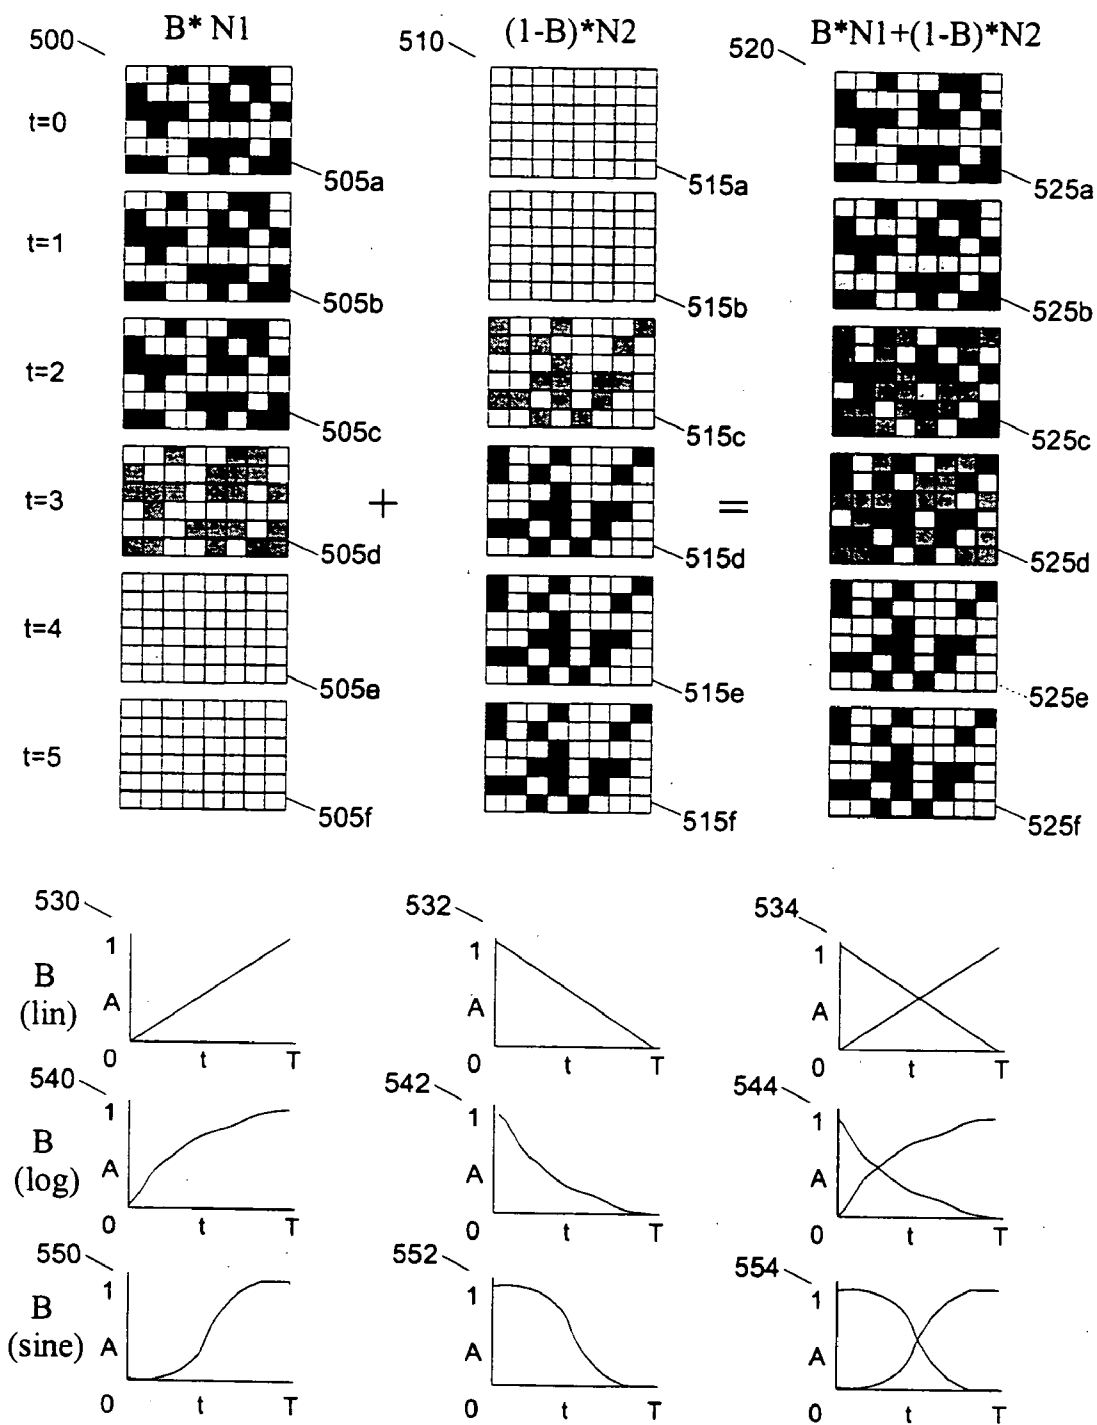 500
B* N1
510
(1-B)*N2
520
B*N1+(1-B)*N2
t=0
505a
515a
525a
t=1
505b
515b
525b
t=2
505c
515c
525c
t=3
+
=
505d
515d
525d
t=4
505e
515e
525e
t=5
505f
515f
525f
530
532
534
B
(lin)
1
A
0
t
T
1
A
0
t
T
1
A
0
t
T
540
542
544
B
(log)
1
A
0
t
T
1
A
0
t
T
1
A
0
t
T
550
552
554
B
(sine)
1
A
0
t
T
1
A
0
t
T
1
A
0
t
T